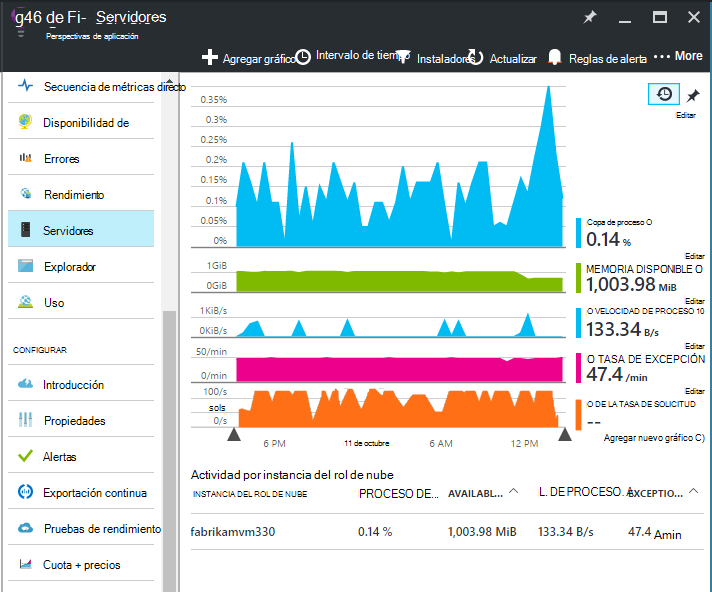 g46 de Fi- Servidores
Perspectivas de aplicación
Agregar gráfico Intervalo de tiempo Instaladores Actualizar Reglas de alerta ••• More
Secuencia de métricas directo
Disponibilidad de
Errores
Rendimiento
Servidores
Explorador
Uso
CONFIGURAR
Introducción
Propiedades
Alertas
Exportación continua
Pruebas de rendimiento
Cuota + precios
Editar
0.35%
0.3%
0.25%
0.2%
0.15%
0.1%
0.05%
0%
Copa de proceso O
0.14 %
Editar
1GiB
0GiB
MEMORIA DISPONIBLE O
1,003.98 MiB
Editar
1KiB/s
0KiB/s
O VELOCIDAD DE PROCESO 10
133.34 B/s
Editar
50/min
0/min
O TASA DE EXCEPCIÓN
47.4 /min
Editar
100/s
sols
0/s
O DE LA TASA DE SOLICITUD
--
6 PM 11 de octubre 6 AM 12 PM
Agregar nuevo gráfico C)
Actividad por instancia del rol de nube
INSTANCIA DEL ROL DE NUBE PROCESO DE... AVAILABL... L. DE PROCESO. EXCEPTIO...
fabrikamvm330 0.14 % 1,003.98 MiB 133.34 B/s 47.4 Amin